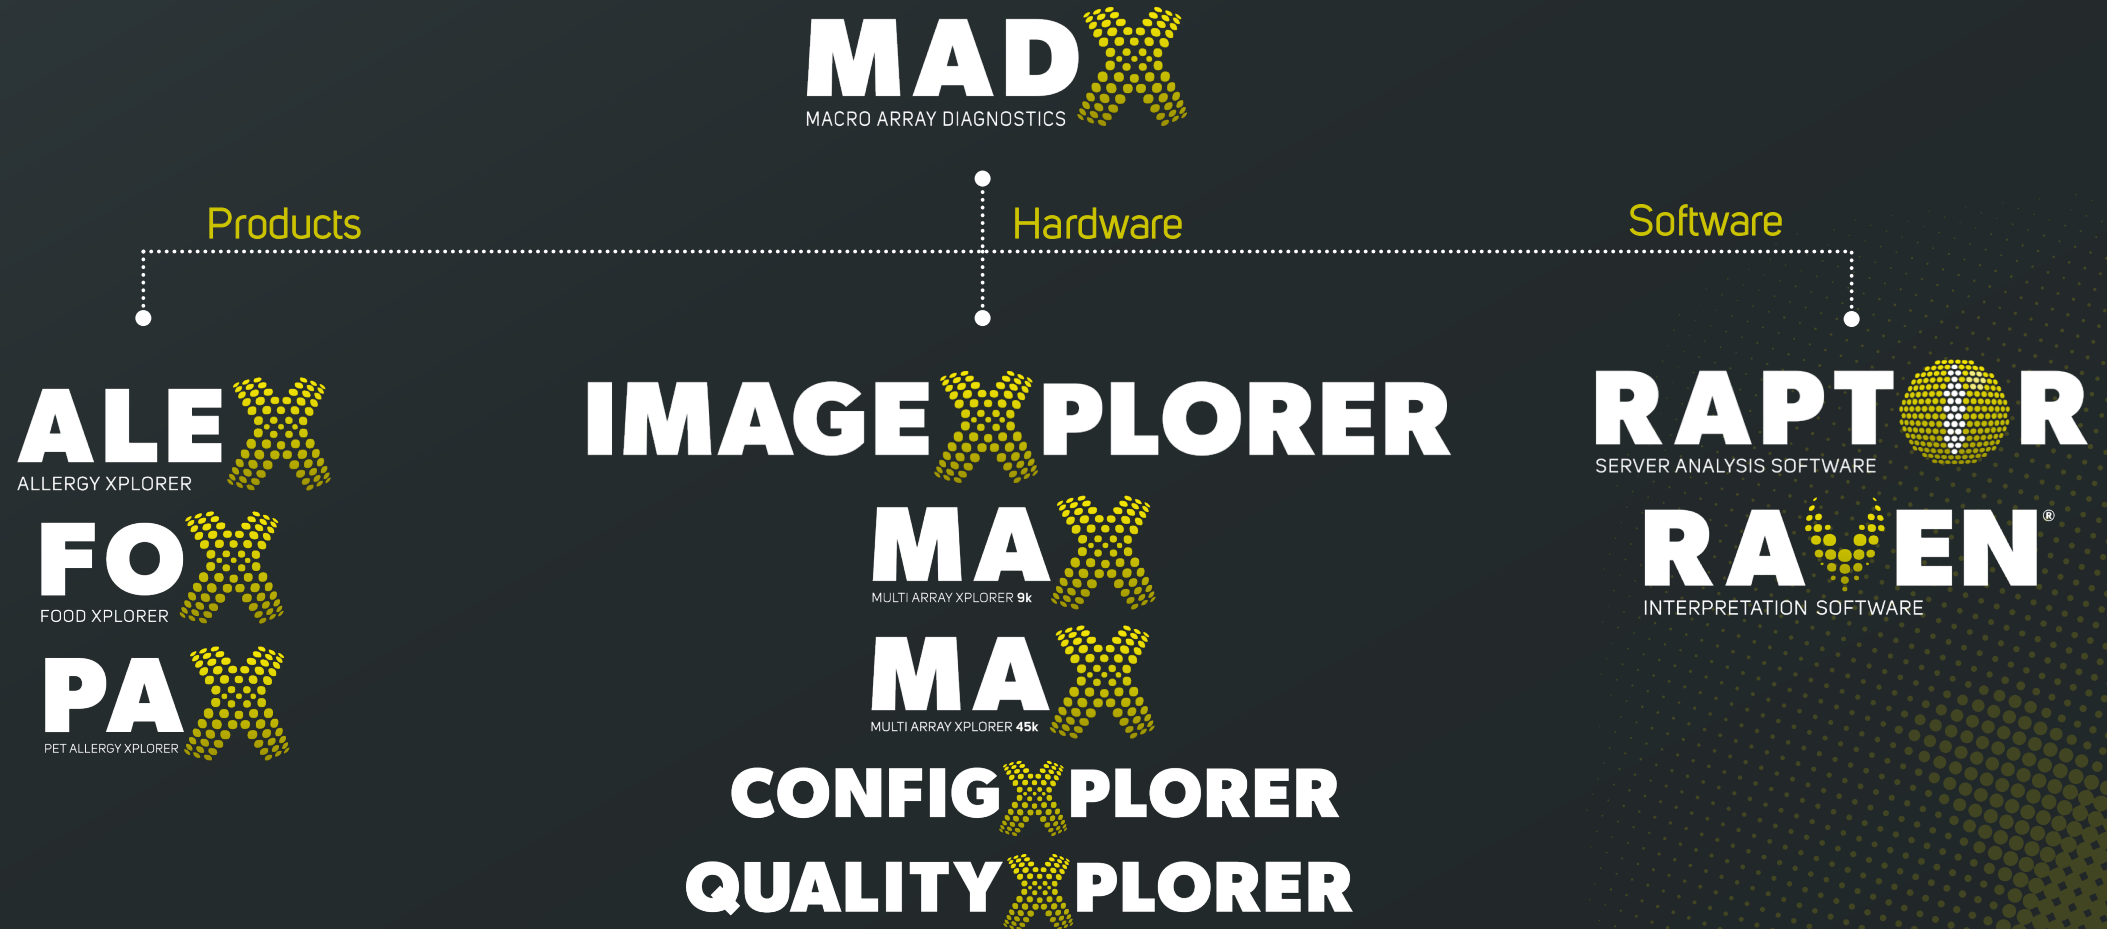 MADX
MACRO ARRAY DIAGNOSTICS
Products
Hardware
Software
ALEX
ALLERGY XPLORER
FOX
FOOD XPLORER
PAX
PET ALLERGY XPLORER
IMAGEXPLORER
MAX
MULTI ARRAY XPLORER 9k
MAX
MULTI ARRAY XPLORER 45k
CONFIGXPLORER
QUALITYXPLORER
RAPTOR
SERVER ANALYSIS SOFTWARE
RAVEN®
INTERPRETATION SOFTWARE